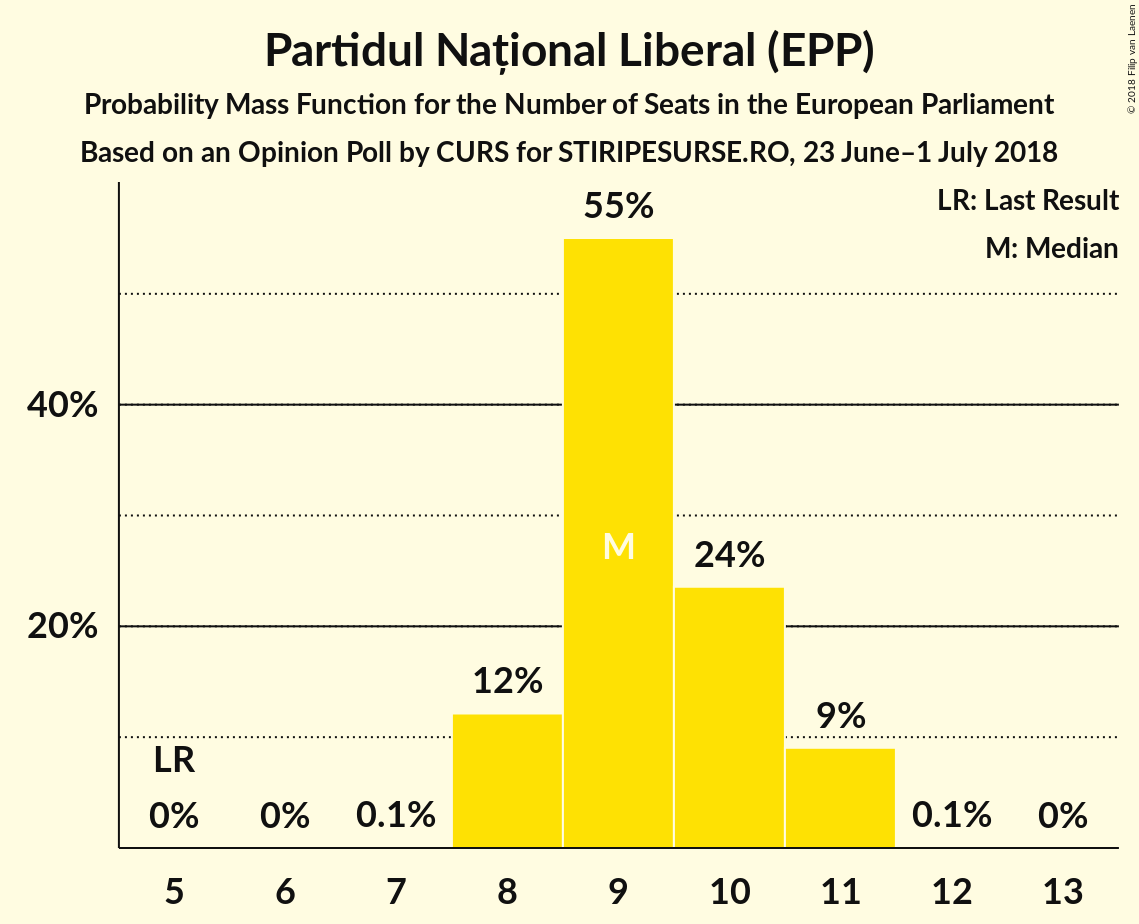 Partidul Național Liberal (EPP)
Probability Mass Function for the Number of Seats in the European Parliament
Based on an Opinion Poll by CURS for STIRIPESURSE.RO, 23 June–1 July 2018
© 2018 Filip van Laenen
LR: Last Result
M: Median
55%
40%
M
24%
20%
12%
9%
LR
0%
0%
0.1%
0.1%
0%
5 6 7 8 9 10 11 12 13